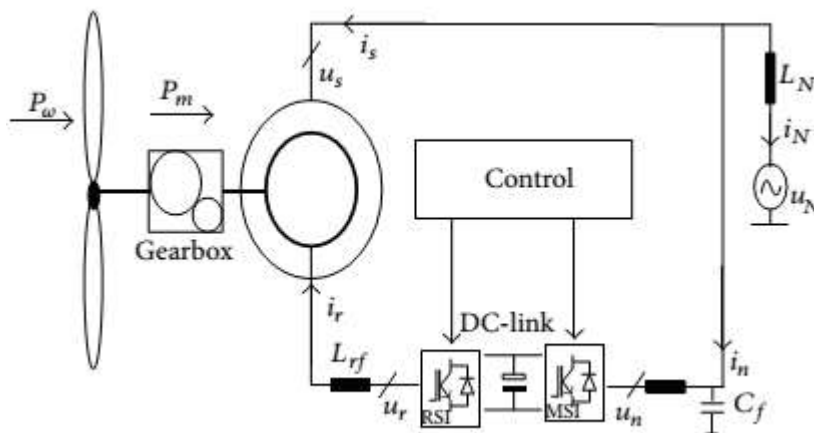 i_s
u_s
L_N
P_ω
P_m
i_N
Control
u_N
Gearbox
i_r
DC-link
L_rf
i_n
u_r
RSI
MSI
u_n
C_f